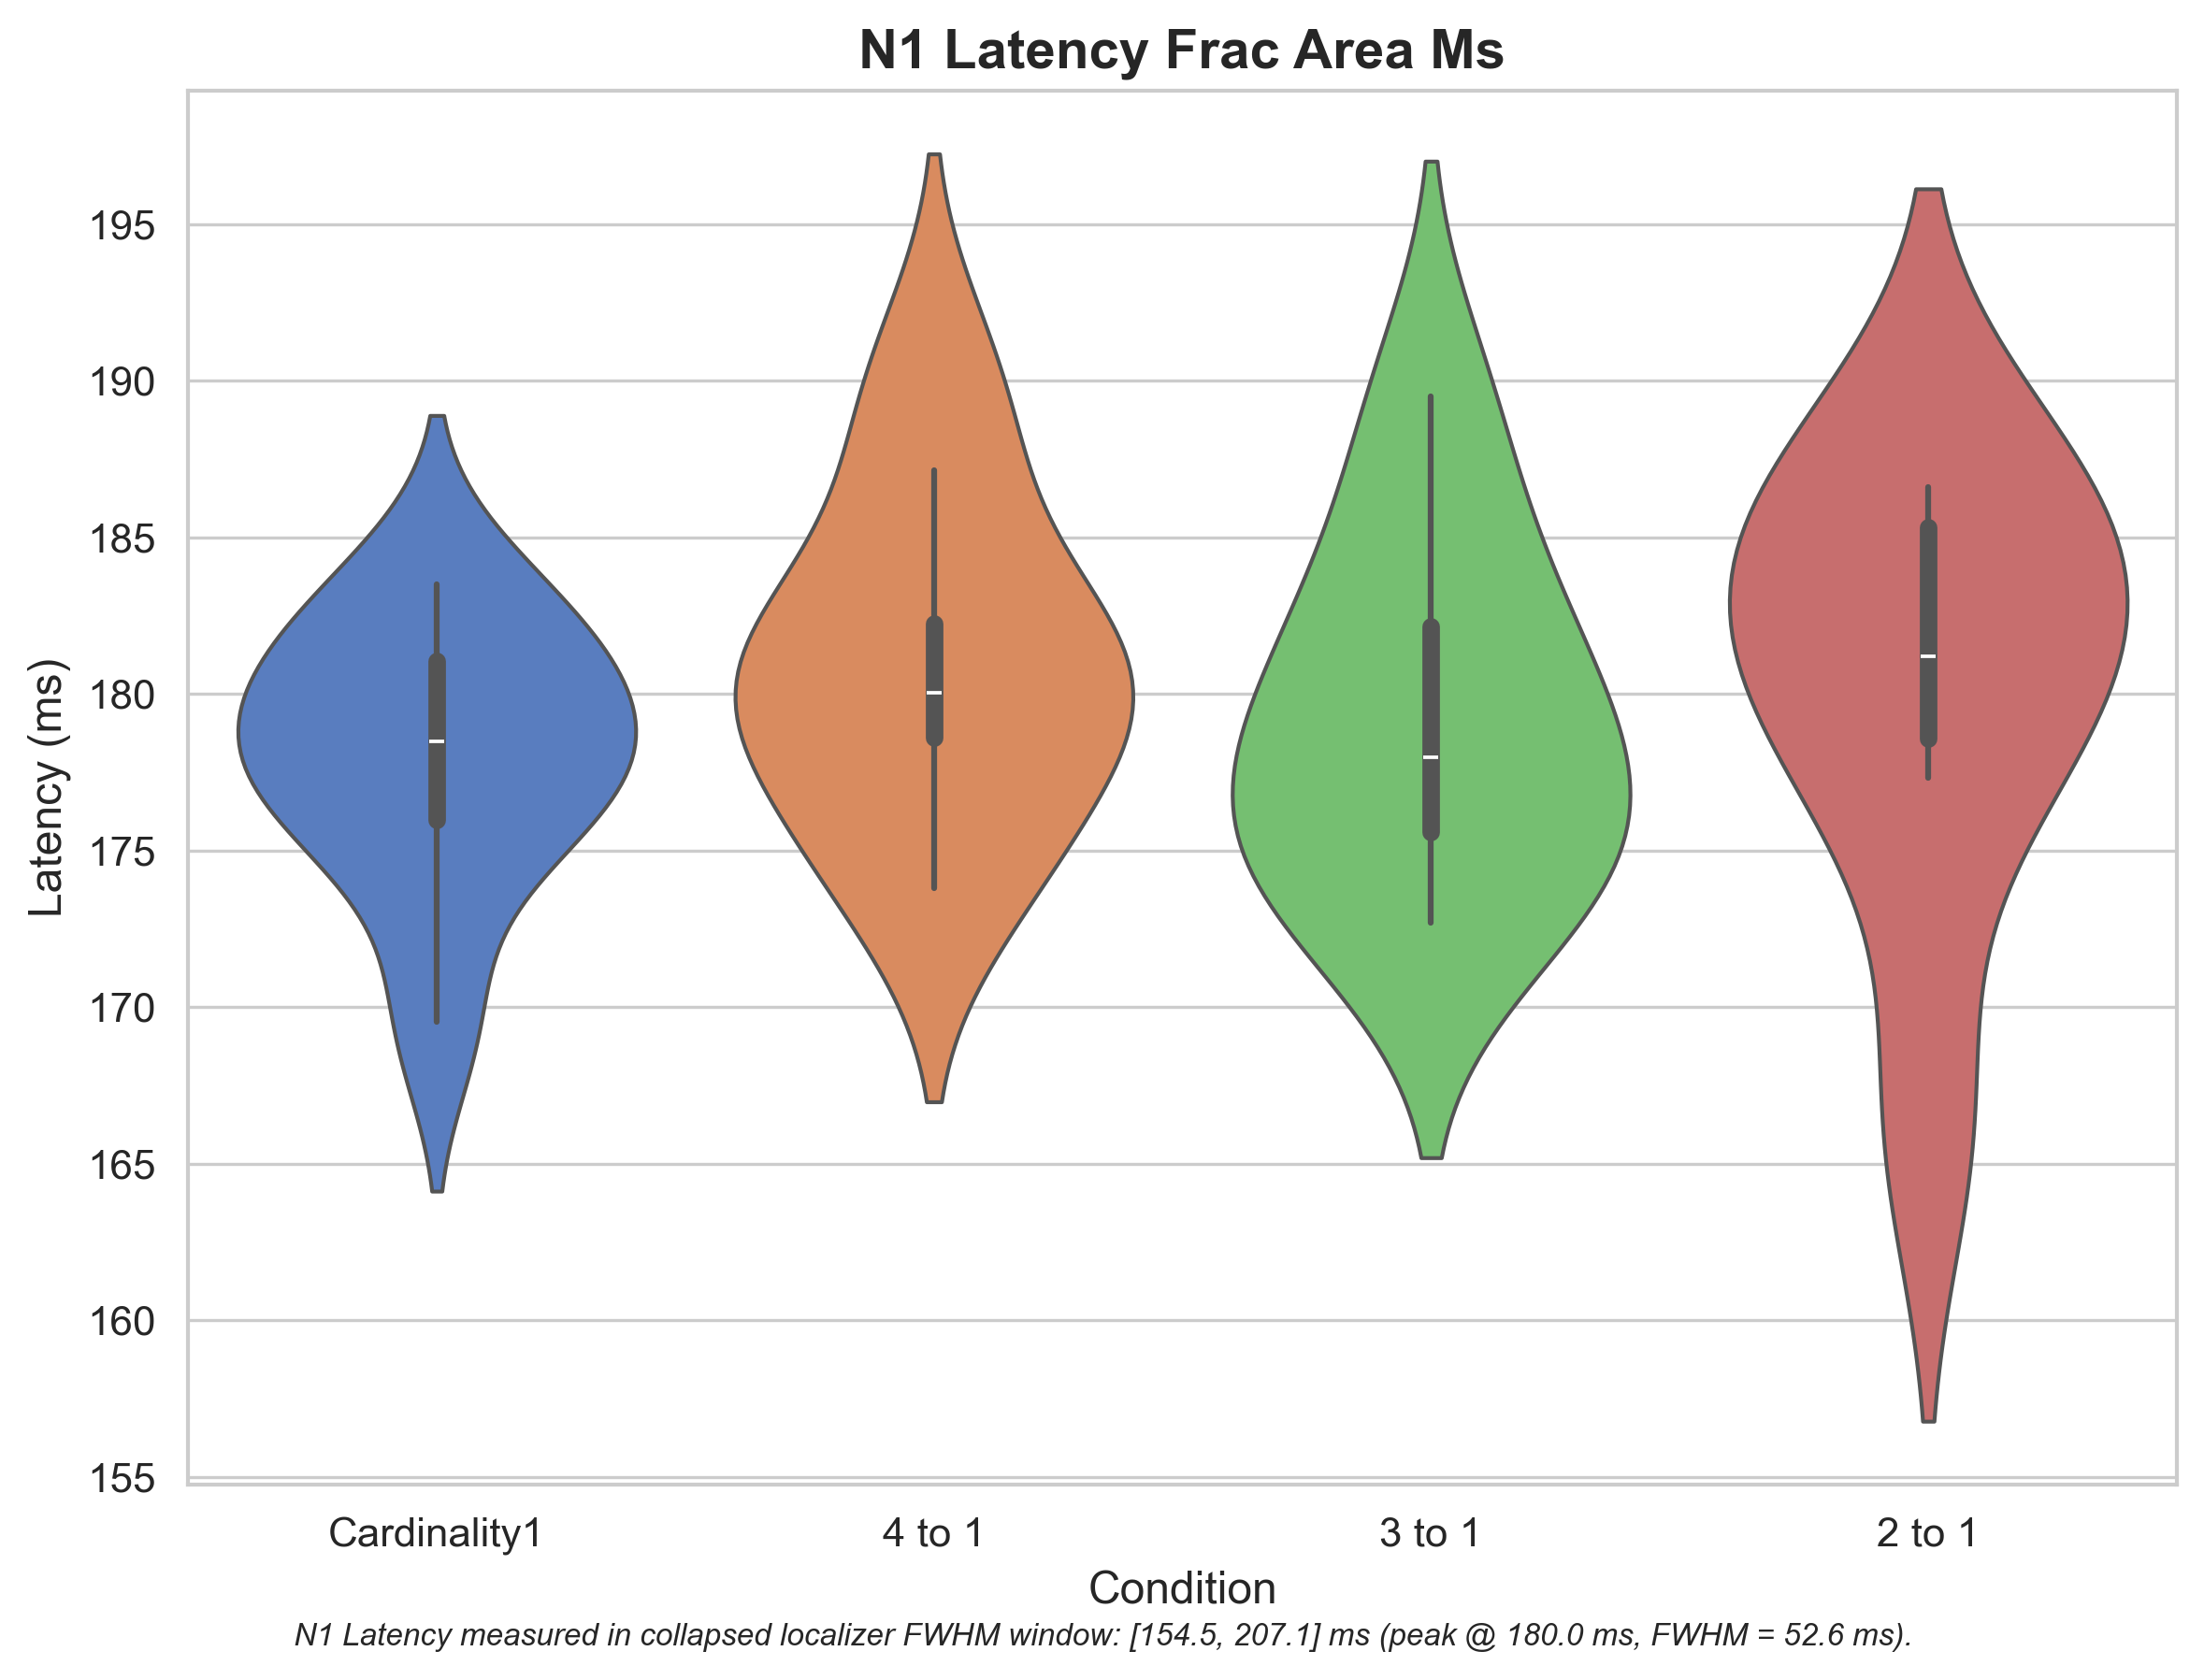 N1 Latency Frac Area Ms
Latency (ms)
195
190
185
180
175
170
165
160
155
Cardinality1
4 to 1
3 to 1
2 to 1
Condition
N1 Latency measured in collapsed localizer FWHM window: [154.5, 207.1] ms (peak @ 180.0 ms, FWHM = 52.6 ms).